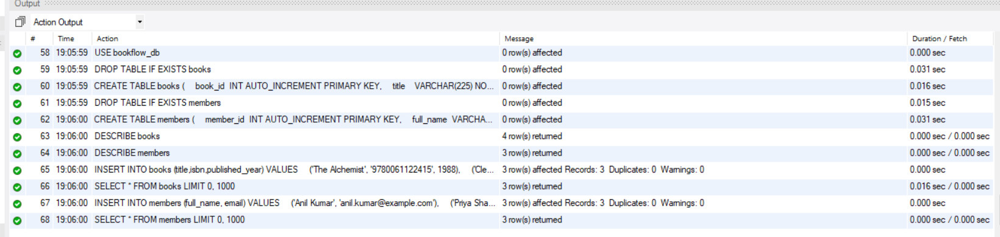 Output
Action Output
# Time Action Message Duration / Fetch
58 19:05:59 USE bookflow_db 0 row(s) affected 0.000 sec
59 19:05:59 DROP TABLE IF EXISTS books 0 row(s) affected 0.031 sec
60 19:05:59 CREATE TABLE books ( book_id INT AUTO_INCREMENT PRIMARY KEY, title VARCHAR(225) NO... 0 row(s) affected 0.016 sec
61 19:05:59 DROP TABLE IF EXISTS members 0 row(s) affected 0.015 sec
62 19:06:00 CREATE TABLE members ( member_id INT AUTO_INCREMENT PRIMARY KEY, full_name VARCHA... 0 row(s) affected 0.031 sec
63 19:06:00 DESCRIBE books 4 row(s) returned 0.000 sec / 0.000 sec
64 19:06:00 DESCRIBE members 3 row(s) returned 0.000 sec / 0.000 sec
65 19:06:00 INSERT INTO books (title,isbn,published_year) VALUES ('The Alchemist', '9780061122415', 1988), ('Cle... 3 row(s) affected Records: 3 Duplicates: 0 Warnings: 0 0.000 sec
66 19:06:00 SELECT * FROM books LIMIT 0, 1000 3 row(s) returned 0.016 sec / 0.000 sec
67 19:06:00 INSERT INTO members (full_name, email) VALUES ('Anil Kumar', 'anil.kumar@example.com'), ('Priya Sha... 3 row(s) affected Records: 3 Duplicates: 0 Warnings: 0 0.000 sec
68 19:06:00 SELECT * FROM members LIMIT 0, 1000 3 row(s) returned 0.000 sec / 0.000 sec